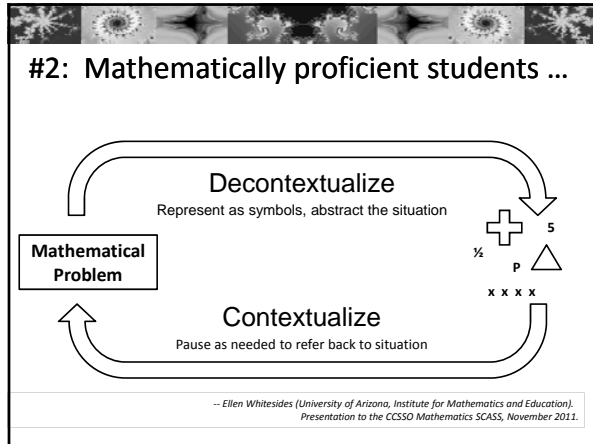 #2: Mathematically proficient students …
Decontextualize
Represent as symbols, abstract the situation
Mathematical
Problem
5
½
P
x x x x
Contextualize
Pause as needed to refer back to situation
-- Ellen Whitesides (University of Arizona, Institute for Mathematics and Education).
Presentation to the CCSSO Mathematics SCASS, November 2011.